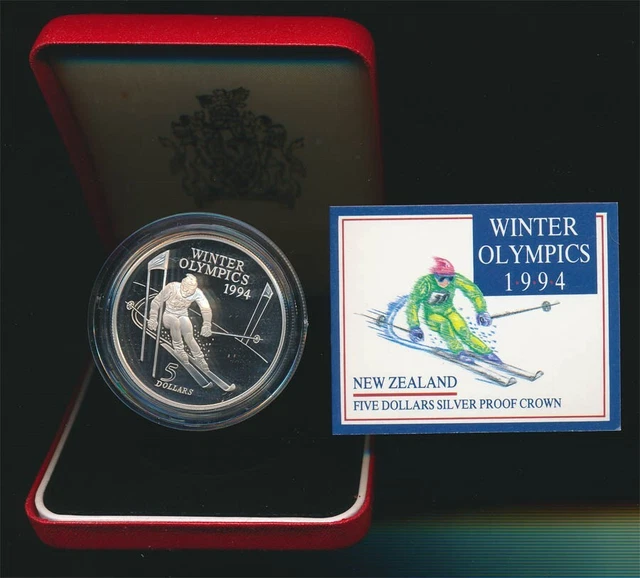 WINTER
OLYMPICS
1994
5
DOLLARS
WINTER
OLYMPICS
1994
NEW ZEALAND
FIVE DOLLARS SILVER PROOF CROWN